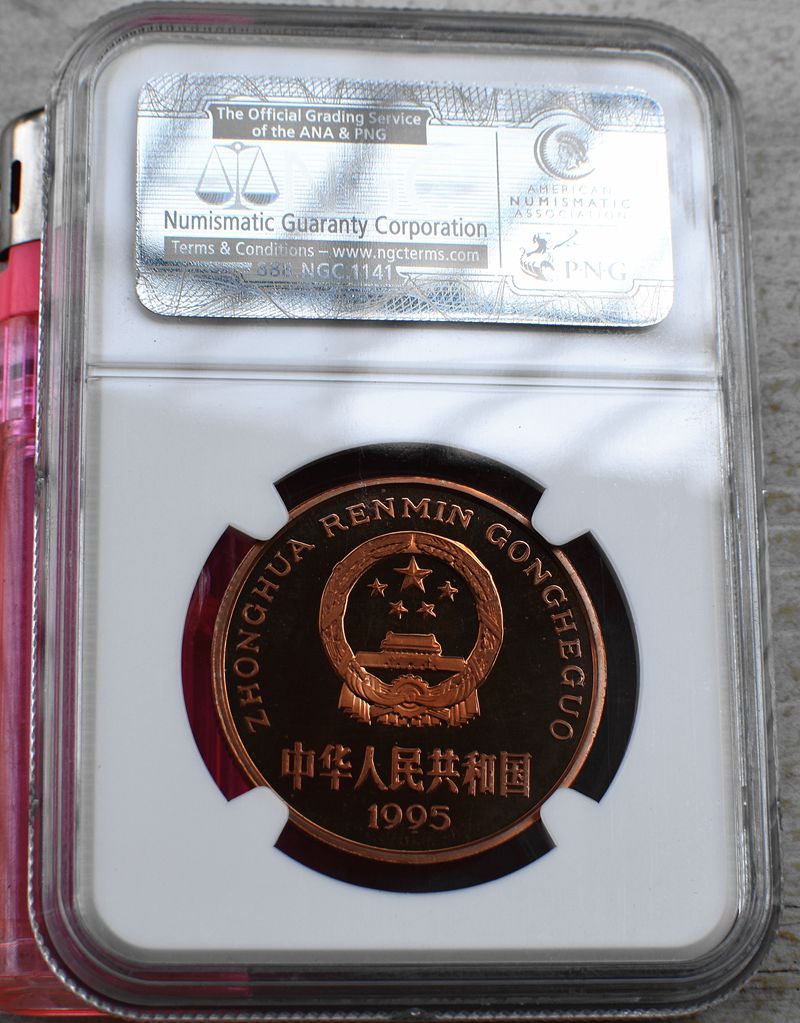 The Official Grading Service
of the ANA & PNG
Numismatic Guaranty Corporation
Terms & Conditions – www.ngcterms.com
888 NGC 1141
AMERICAN
NUMISMATIC
ASSOCIATION
PNG
ZHONGHUA RENMIN GONGHEGUO
中华人民共和国
1995